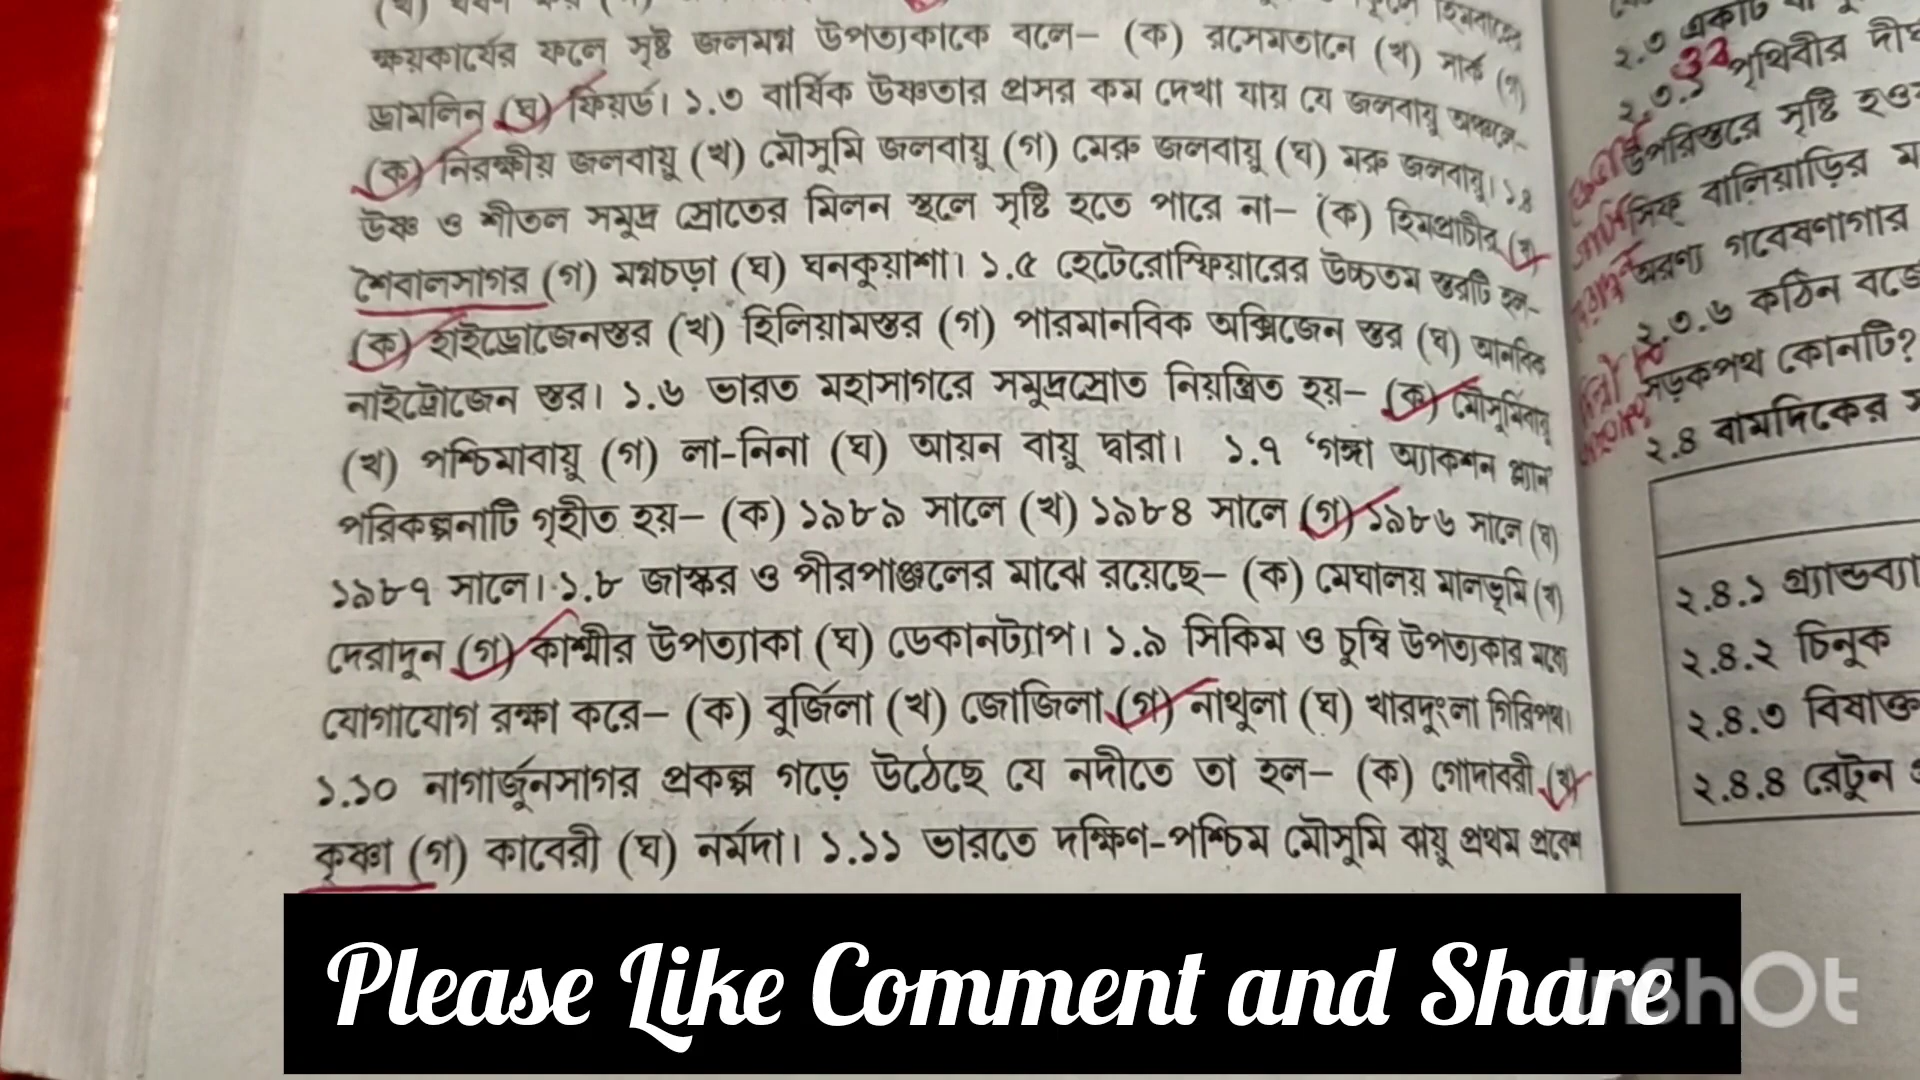 ক্ষয়কার্যের ফলে সৃষ্ট জলমগ্ন উপত্যকাকে বলে– (ক) রসেমতানে (খ) সার্ক (গ)
ড্রামলিন (ঘ) ফিয়র্ড। ১.৩ বার্ষিক উষ্ণতার প্রসর কম দেখা যায় যে জলবায়ু অঞ্চলে–
(ক) নিরক্ষীয় জলবায়ু (খ) মৌসুমি জলবায়ু (গ) মেরু জলবায়ু (ঘ) মরু জলবায়ু। ১.৪
উষ্ণ ও শীতল সমুদ্র স্রোতের মিলন স্থলে সৃষ্টি হতে পারে না– (ক) হিমপ্রাচীর (খ)
শৈবালসাগর (গ) মগ্নচড়া (ঘ) ঘনকুয়াশা। ১.৫ হেটেরোস্ফিয়ারের উচ্চতম স্তরটি হল–
(ক) হাইড্রোজেনস্তর (খ) হিলিয়ামস্তর (গ) পারমানবিক অক্সিজেন স্তর (ঘ) আনবিক
নাইট্রোজেন স্তর। ১.৬ ভারত মহাসাগরে সমুদ্রস্রোত নিয়ন্ত্রিত হয়– (ক) মৌসুমিবায়ু
(খ) পশ্চিমাবায়ু (গ) লা-নিনা (ঘ) আয়ন বায়ু দ্বারা। ১.৭ ‘গঙ্গা অ্যাকশন প্ল্যান
পরিকল্পনাটি গৃহীত হয়– (ক) ১৯৮৯ সালে (খ) ১৯৮৪ সালে (গ) ১৯৮৬ সালে (ঘ)
১৯৮৭ সালে। ১.৮ জাস্কর ও পীরপাঞ্জলের মাঝে রয়েছে– (ক) মেঘালয় মালভূমি (খ)
দেরাদুন (গ) কাশ্মীর উপত্যাকা (ঘ) ডেকানট্যাপ। ১.৯ সিকিম ও চুম্বি উপত্যকার মধ্যে
যোগাযোগ রক্ষা করে– (ক) বুর্জিলা (খ) জোজিলা (গ) নাথুলা (ঘ) খারদুংলা গিরিপথ।
১.১০ নাগার্জুনসাগর প্রকল্প গড়ে উঠেছে যে নদীতে তা হল– (ক) গোদাবরী (খ)
কৃষ্ণা (গ) কাবেরী (ঘ) নর্মদা। ১.১১ ভারতে দক্ষিণ-পশ্চিম মৌসুমি বায়ু প্রথম প্রবেশ
২.৩ একটি
২.৩.১ পৃথিবীর
উপরিস্তরে সৃষ্টি
বালিয়াড়ির
অরণ্য গবেষণাগার
২.৩.৬ কঠিন
সড়কপথ কোনটি?
২.৪ বামদিকের
২.৪.১
২.৪.২ চিনুক
২.৪.৩
২.৪.৪ রেটুন
Please Like Comment and Share
InShOt